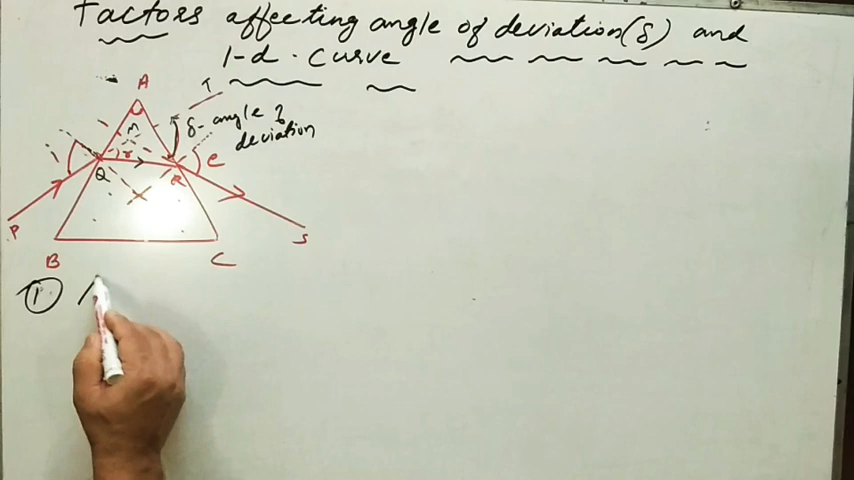 Factors affecting angle of deviation (δ) and
i-d. Curve
A
T
M
δ- angle of
deviation
r
e
Q
R
P
S
B
C
①